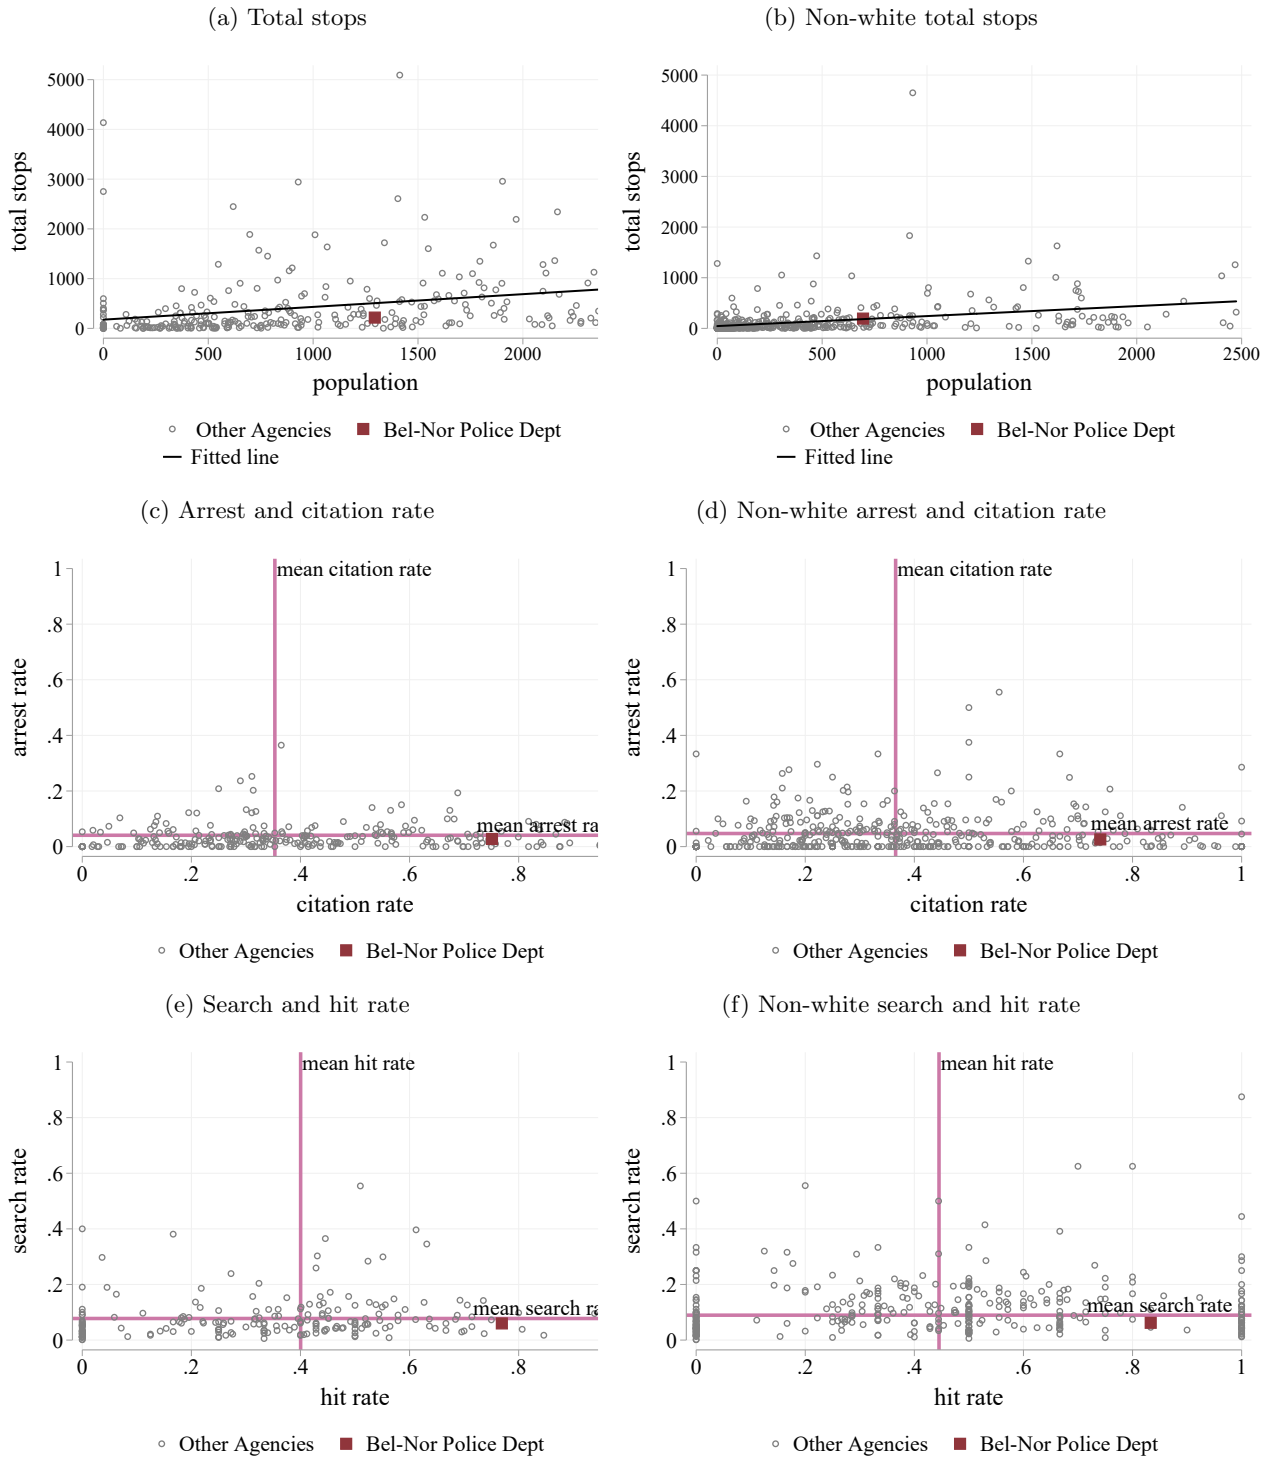 (a) Total stops
(b) Non-white total stops
5000
4000
3000
2000
1000
0
total stops
0 500 1000 1500 2000
population
Other Agencies Bel-Nor Police Dept
Fitted line
5000
4000
3000
2000
1000
0
total stops
0 500 1000 1500 2000 2500
population
Other Agencies Bel-Nor Police Dept
Fitted line
(c) Arrest and citation rate
(d) Non-white arrest and citation rate
mean citation rate
1
.8
.6
.4
.2
0
arrest rate
mean arrest ra
0 .2 .4 .6 .8
citation rate
Other Agencies Bel-Nor Police Dept
mean citation rate
1
.8
.6
.4
.2
0
arrest rate
mean arrest rate
0 .2 .4 .6 .8 1
citation rate
Other Agencies Bel-Nor Police Dept
(e) Search and hit rate
(f) Non-white search and hit rate
mean hit rate
1
.8
.6
.4
.2
0
search rate
mean search ra
0 .2 .4 .6 .8
hit rate
Other Agencies Bel-Nor Police Dept
mean hit rate
1
.8
.6
.4
.2
0
search rate
mean search rate
0 .2 .4 .6 .8 1
hit rate
Other Agencies Bel-Nor Police Dept